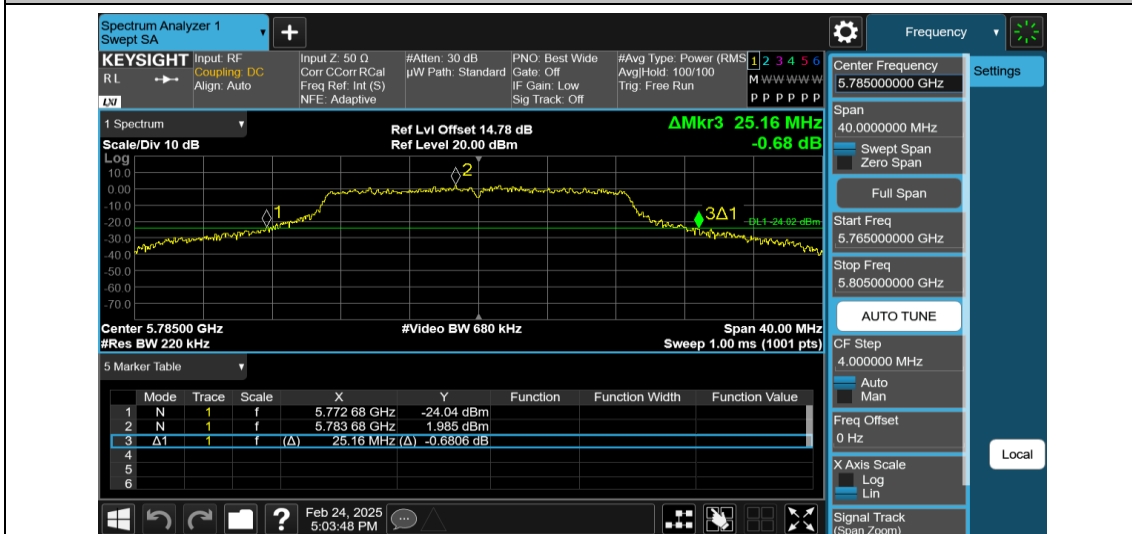 Spectrum Analyzer 1
Swept SA
Frequency
KEYSIGHT
RL
LXI
Input: RF
Coupling: DC
Align: Auto
Input Z: 50 Ω
Corr CCorr RCal
Freq Ref: Int (S)
NFE: Adaptive
#Atten: 30 dB
µW Path: Standard
PNO: Best Wide
Gate: Off
IF Gain: Low
Sig Track: Off
#Avg Type: Power (RMS
Avg|Hold: 100/100
Trig: Free Run
1 2 3 4 5 6
M W W W W W
P P P P P P
1 Spectrum
Scale/Div 10 dB
Ref Lvl Offset 14.78 dB
Ref Level 20.00 dBm
ΔMkr3 25.16 MHz
-0.68 dB
Log
10.0
0.00
-10.0
-20.0
-30.0
-40.0
-50.0
-60.0
-70.0
1
2
3Δ1
DL1 -24.02 dBm
Center 5.78500 GHz
#Video BW 680 kHz
Span 40.00 MHz
#Res BW 220 kHz
Sweep 1.00 ms (1001 pts)
5 Marker Table
Mode Trace Scale X Y Function Function Width Function Value
1 N 1 f 5.772 68 GHz -24.04 dBm
2 N 1 f 5.783 68 GHz 1.985 dBm
3 Δ1 1 f (Δ) 25.16 MHz (Δ) -0.6806 dB
4
5
6
Feb 24, 2025
5:03:48 PM
Center Frequency
5.785000000 GHz
Settings
Span
40.0000000 MHz
Swept Span
Zero Span
Full Span
Start Freq
5.765000000 GHz
Stop Freq
5.805000000 GHz
AUTO TUNE
CF Step
4.000000 MHz
Auto
Man
Freq Offset
0 Hz
Local
X Axis Scale
Log
Lin
Signal Track
(Span Zoom)